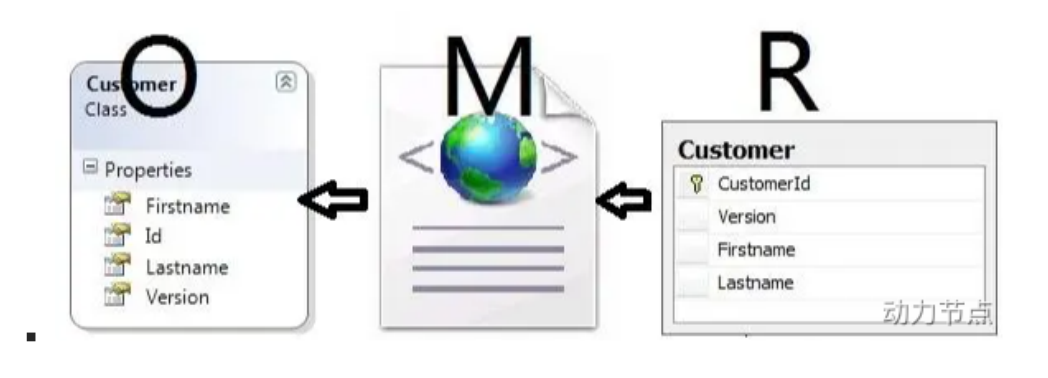 O
M
R
Customer
Class
Properties
Firstname
Id
Lastname
Version
< >
Customer
CustomerId
Version
Firstname
Lastname
动力节点